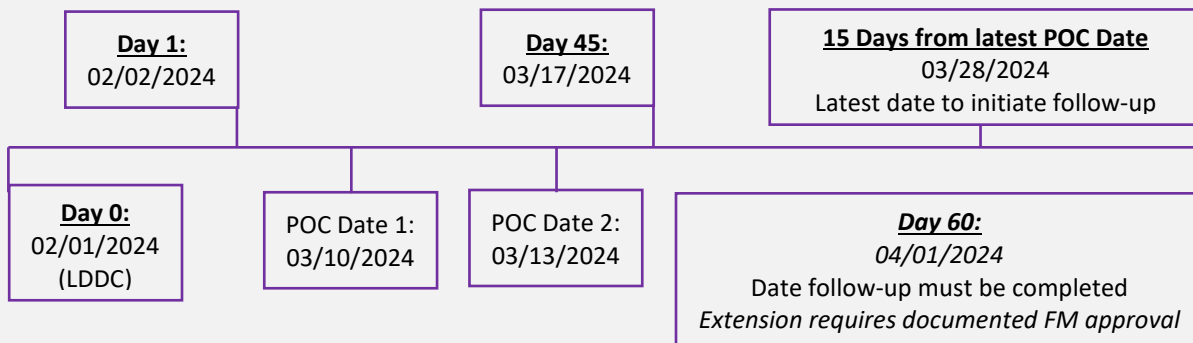 Day 1:
02/02/2024
Day 45:
03/17/2024
15 Days from latest POC Date
03/28/2024
Latest date to initiate follow-up
Day 0:
02/01/2024
(LDDC)
POC Date 1:
03/10/2024
POC Date 2:
03/13/2024
Day 60:
04/01/2024
Date follow-up must be completed
Extension requires documented FM approval